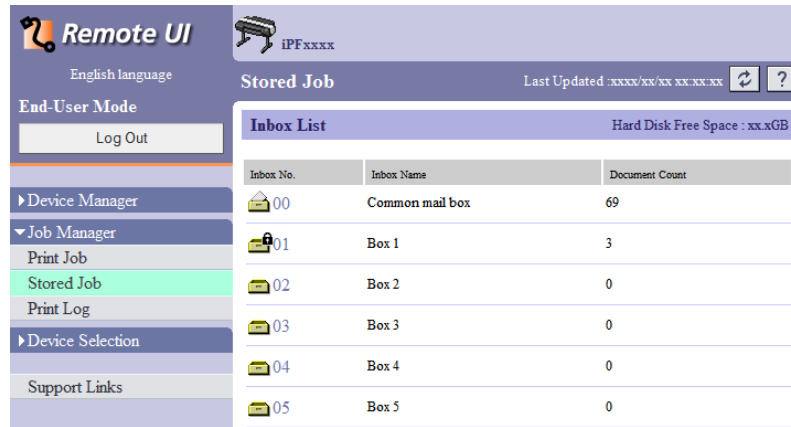 Remote UI
English language
End-User Mode
Log Out
Device Manager
Job Manager
Print Job
Stored Job
Print Log
Device Selection
Support Links
iPFxxxx
Stored Job Last Updated :xxxx/xx/xx xx:xx:xx ?
Inbox List Hard Disk Free Space : xx.xGB
Inbox No. Inbox Name Document Count
00 Common mail box 69
01 Box 1 3
02 Box 2 0
03 Box 3 0
04 Box 4 0
05 Box 5 0